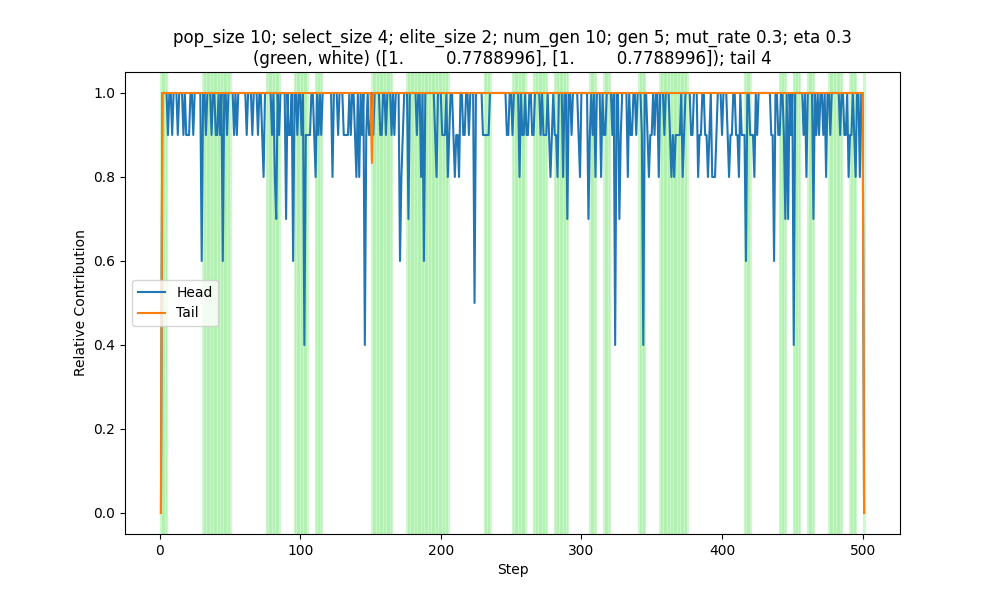 pop_size 10; select_size 4; elite_size 2; num_gen 10; gen 5; mut_rate 0.3; eta 0.3
(green, white) ([1.        0.7788996], [1.        0.7788996]); tail 4
1.0
0.8
0.6
0.4
0.2
0.0
Relative Contribution
Head
Tail
0
100
200
300
400
500
Step